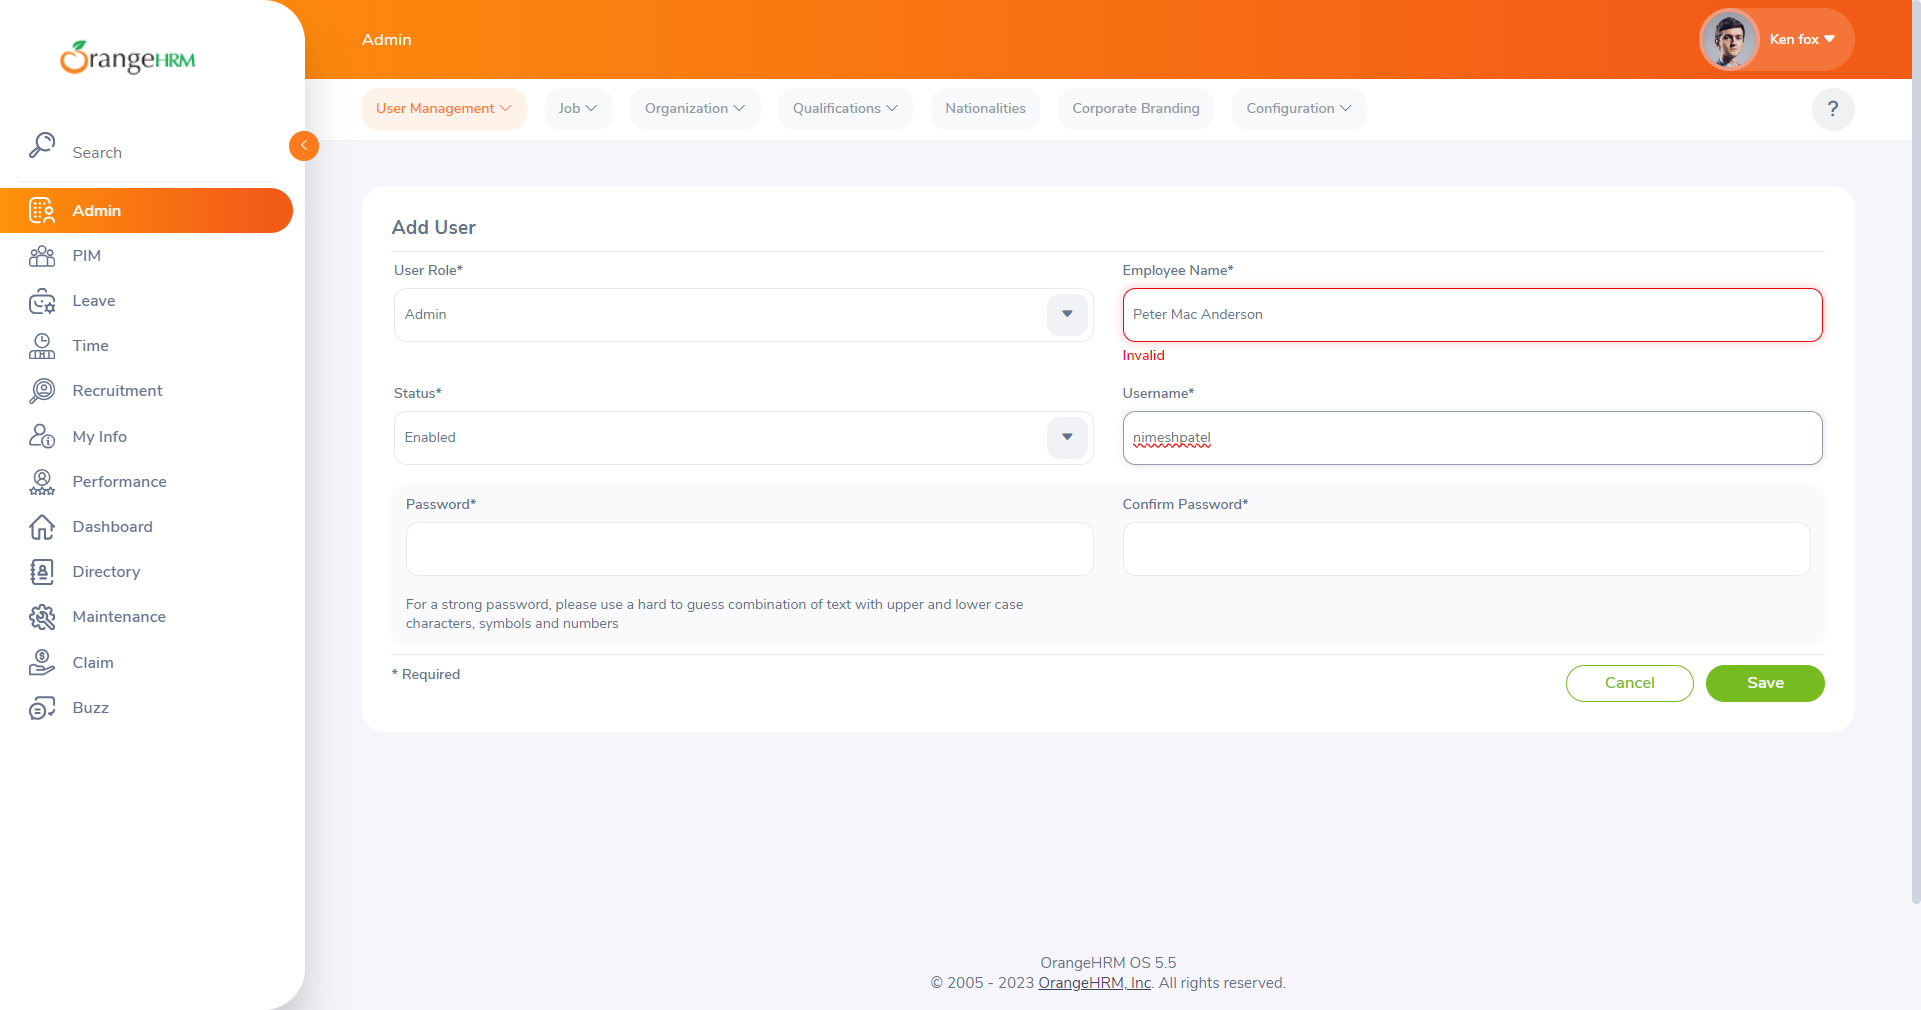 OrangeHRM
Admin
Ken fox
User Management
Job
Organization
Qualifications
Nationalities
Corporate Branding
Configuration
?
Search
Admin
PIM
Leave
Time
Recruitment
My Info
Performance
Dashboard
Directory
Maintenance
Claim
Buzz
Add User
User Role*
Employee Name*
Admin
Peter Mac Anderson
Invalid
Status*
Username*
Enabled
nimeshpatel
Password*
Confirm Password*
For a strong password, please use a hard to guess combination of text with upper and lower case
characters, symbols and numbers
* Required
Cancel
Save
OrangeHRM OS 5.5
© 2005 - 2023 OrangeHRM, Inc. All rights reserved.